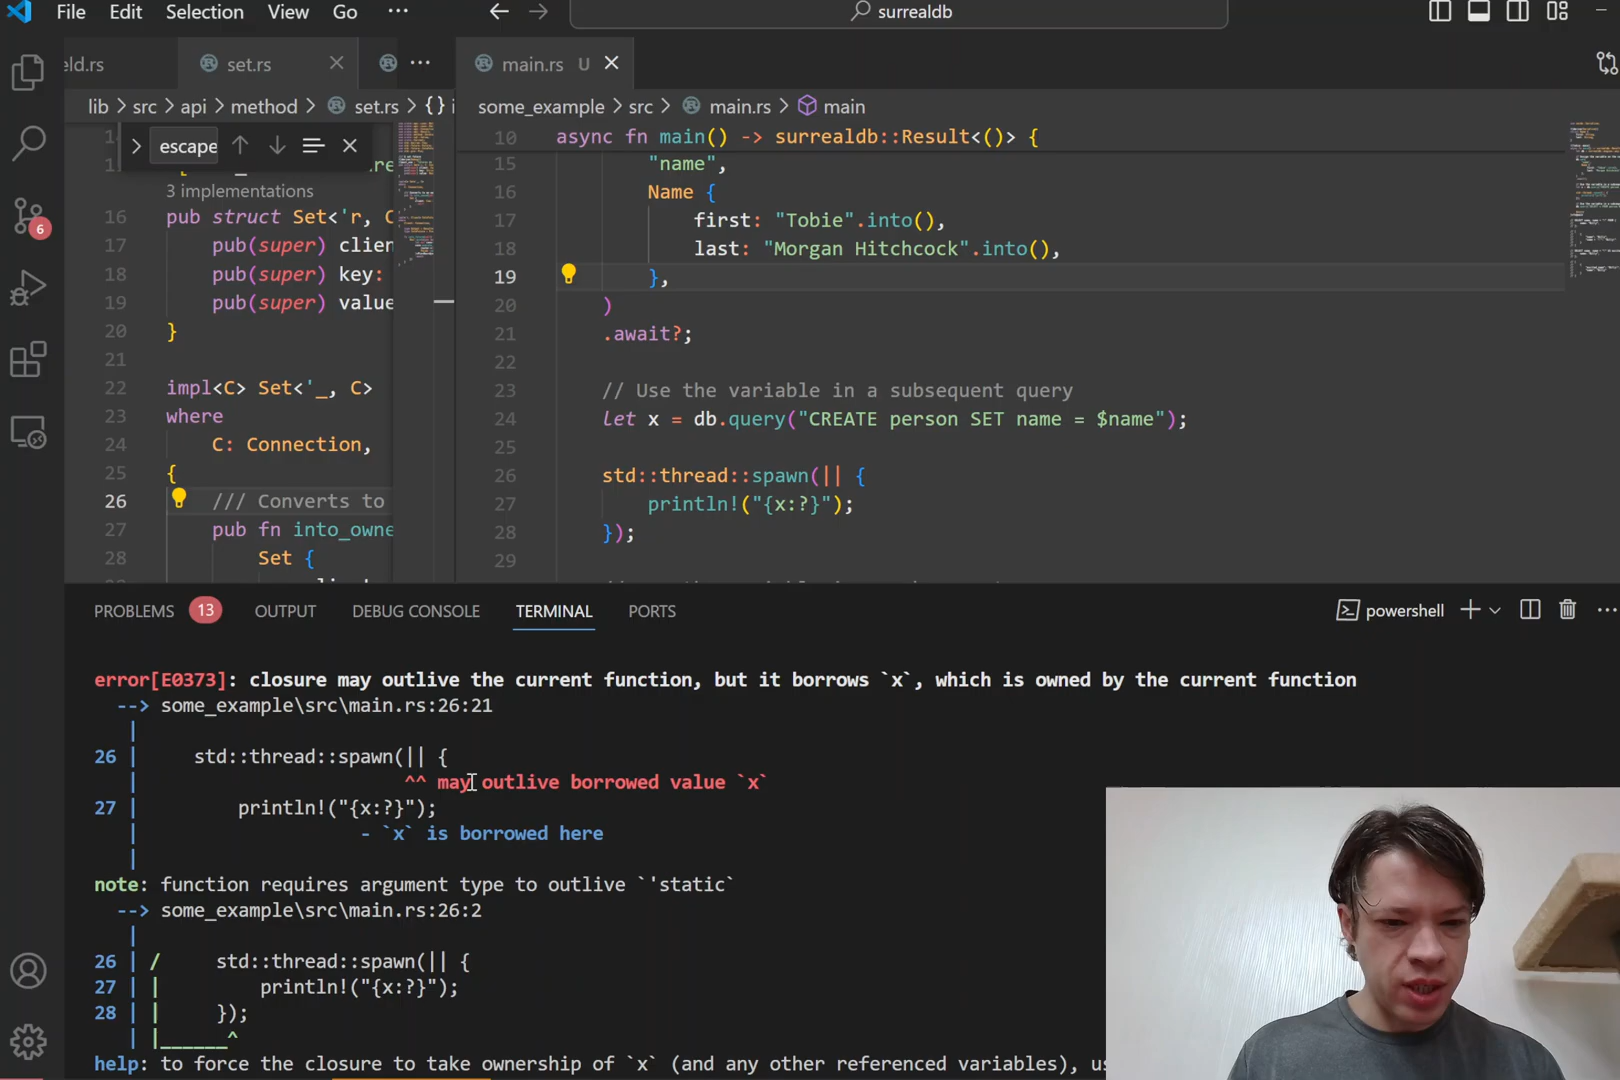 File Edit Selection View Go ··· surrealdb
set.rs ···
main.rs U
lib > src > api > method > set.rs > {}
some_example > src > main.rs > main
escape
3 implementations
16 pub struct Set<'r, C
17 pub(super) clien
18 pub(super) key:
19 pub(super) value
20 }
21
22 impl<C> Set<'_, C>
23 where
24 C: Connection,
25 {
26 /// Converts to
27 pub fn into_owne
28 Set {
10 async fn main() -> surrealdb::Result<()> {
15 "name",
16 Name {
17 first: "Tobie".into(),
18 last: "Morgan Hitchcock".into(),
19 },
20 )
21 .await?;
22
23 // Use the variable in a subsequent query
24 let x = db.query("CREATE person SET name = $name");
25
26 std::thread::spawn(|| {
27 println!("{x:?}");
28 });
29
6
PROBLEMS 13 OUTPUT DEBUG CONSOLE TERMINAL PORTS
powershell
error[E0373]: closure may outlive the current function, but it borrows `x`, which is owned by the current function
--> some_example\src\main.rs:26:21
|
26 | std::thread::spawn(|| {
| ^^ may outlive borrowed value `x`
27 | println!("{x:?}");
| - `x` is borrowed here
|
note: function requires argument type to outlive `'static`
--> some_example\src\main.rs:26:2
|
26 | / std::thread::spawn(|| {
27 | | println!("{x:?}");
28 | | });
| |______^
help: to force the closure to take ownership of `x` (and any other referenced variables), us